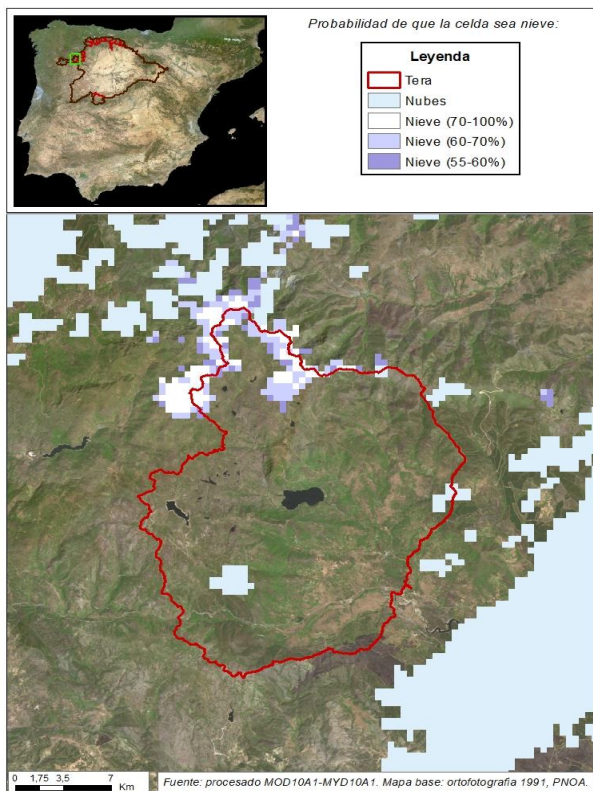 Probabilidad de que la celda sea nieve:
Leyenda
Tera
Nubes
Nieve (70-100%)
Nieve (60-70%)
Nieve (55-60%)
0 1,75 3,5 7
Km
Fuente: procesado MOD10A1-MYD10A1. Mapa base: ortofotografia 1991, PNOA.